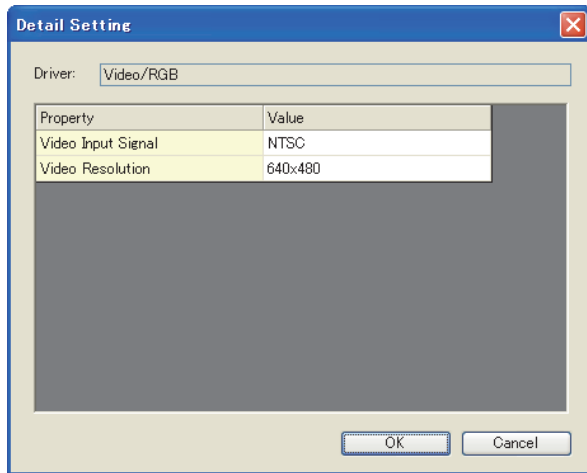 Detail Setting
Driver: Video/RGB
Property Value
Video Input Signal NTSC
Video Resolution 640x480
OK Cancel